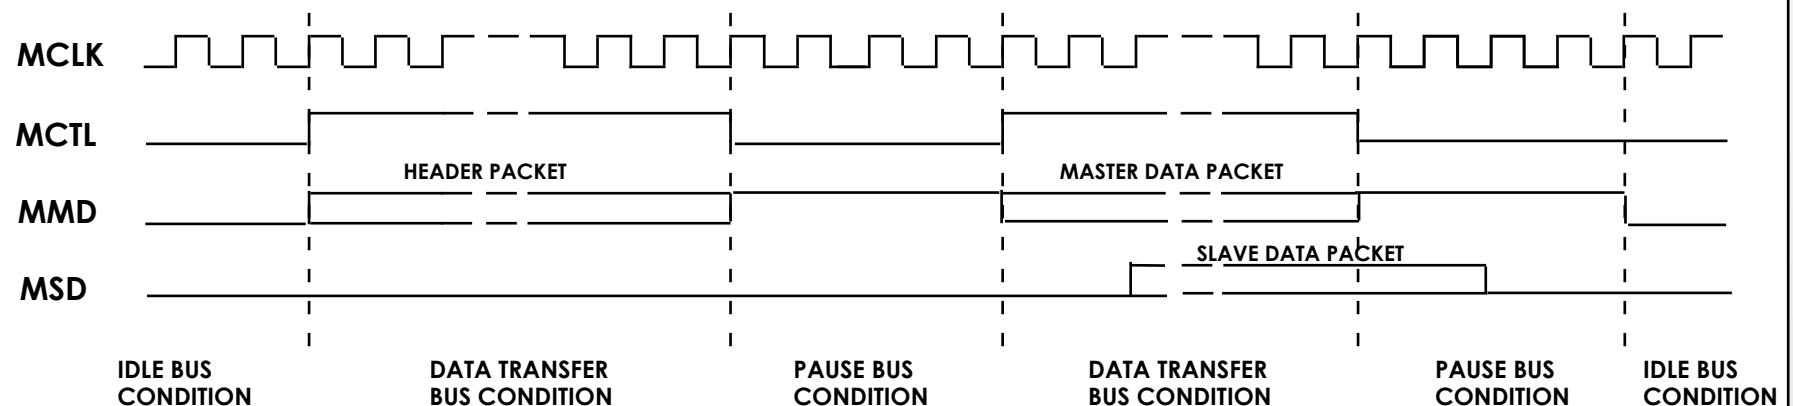 MCLK
MCTL
HEADER PACKET
MASTER DATA PACKET
MMD
SLAVE DATA PACKET
MSD
IDLE BUS
CONDITION
DATA TRANSFER
BUS CONDITION
PAUSE BUS
CONDITION
DATA TRANSFER
BUS CONDITION
PAUSE BUS
CONDITION
IDLE BUS
CONDITION